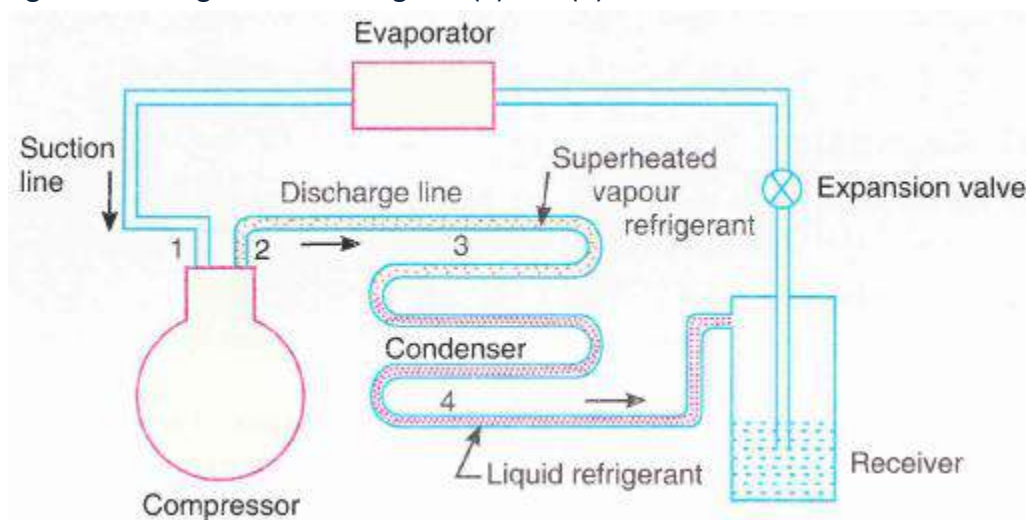 Evaporator
Suction
line
Discharge line
Superheated
vapour
refrigerant
Expansion valve
1
2
3
Condenser
4
Liquid refrigerant
Receiver
Compressor